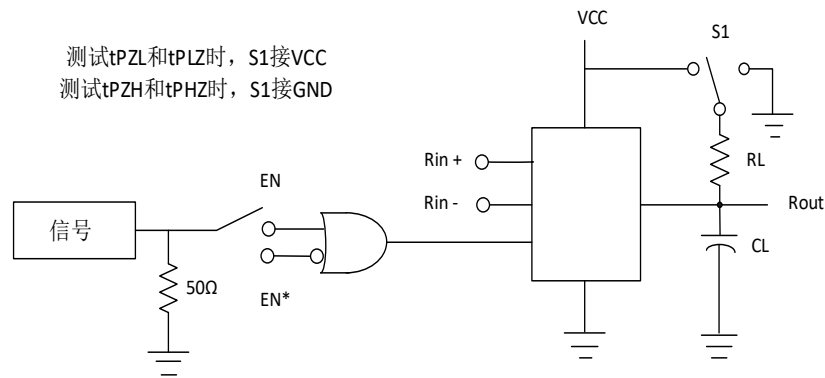 测试tPZL和tPLZ时，S1接VCC
测试tPZH和tPHZ时，S1接GND
VCC
S1
Rin +
RL
EN
Rin -
Rout
信号
CL
50Ω
EN*